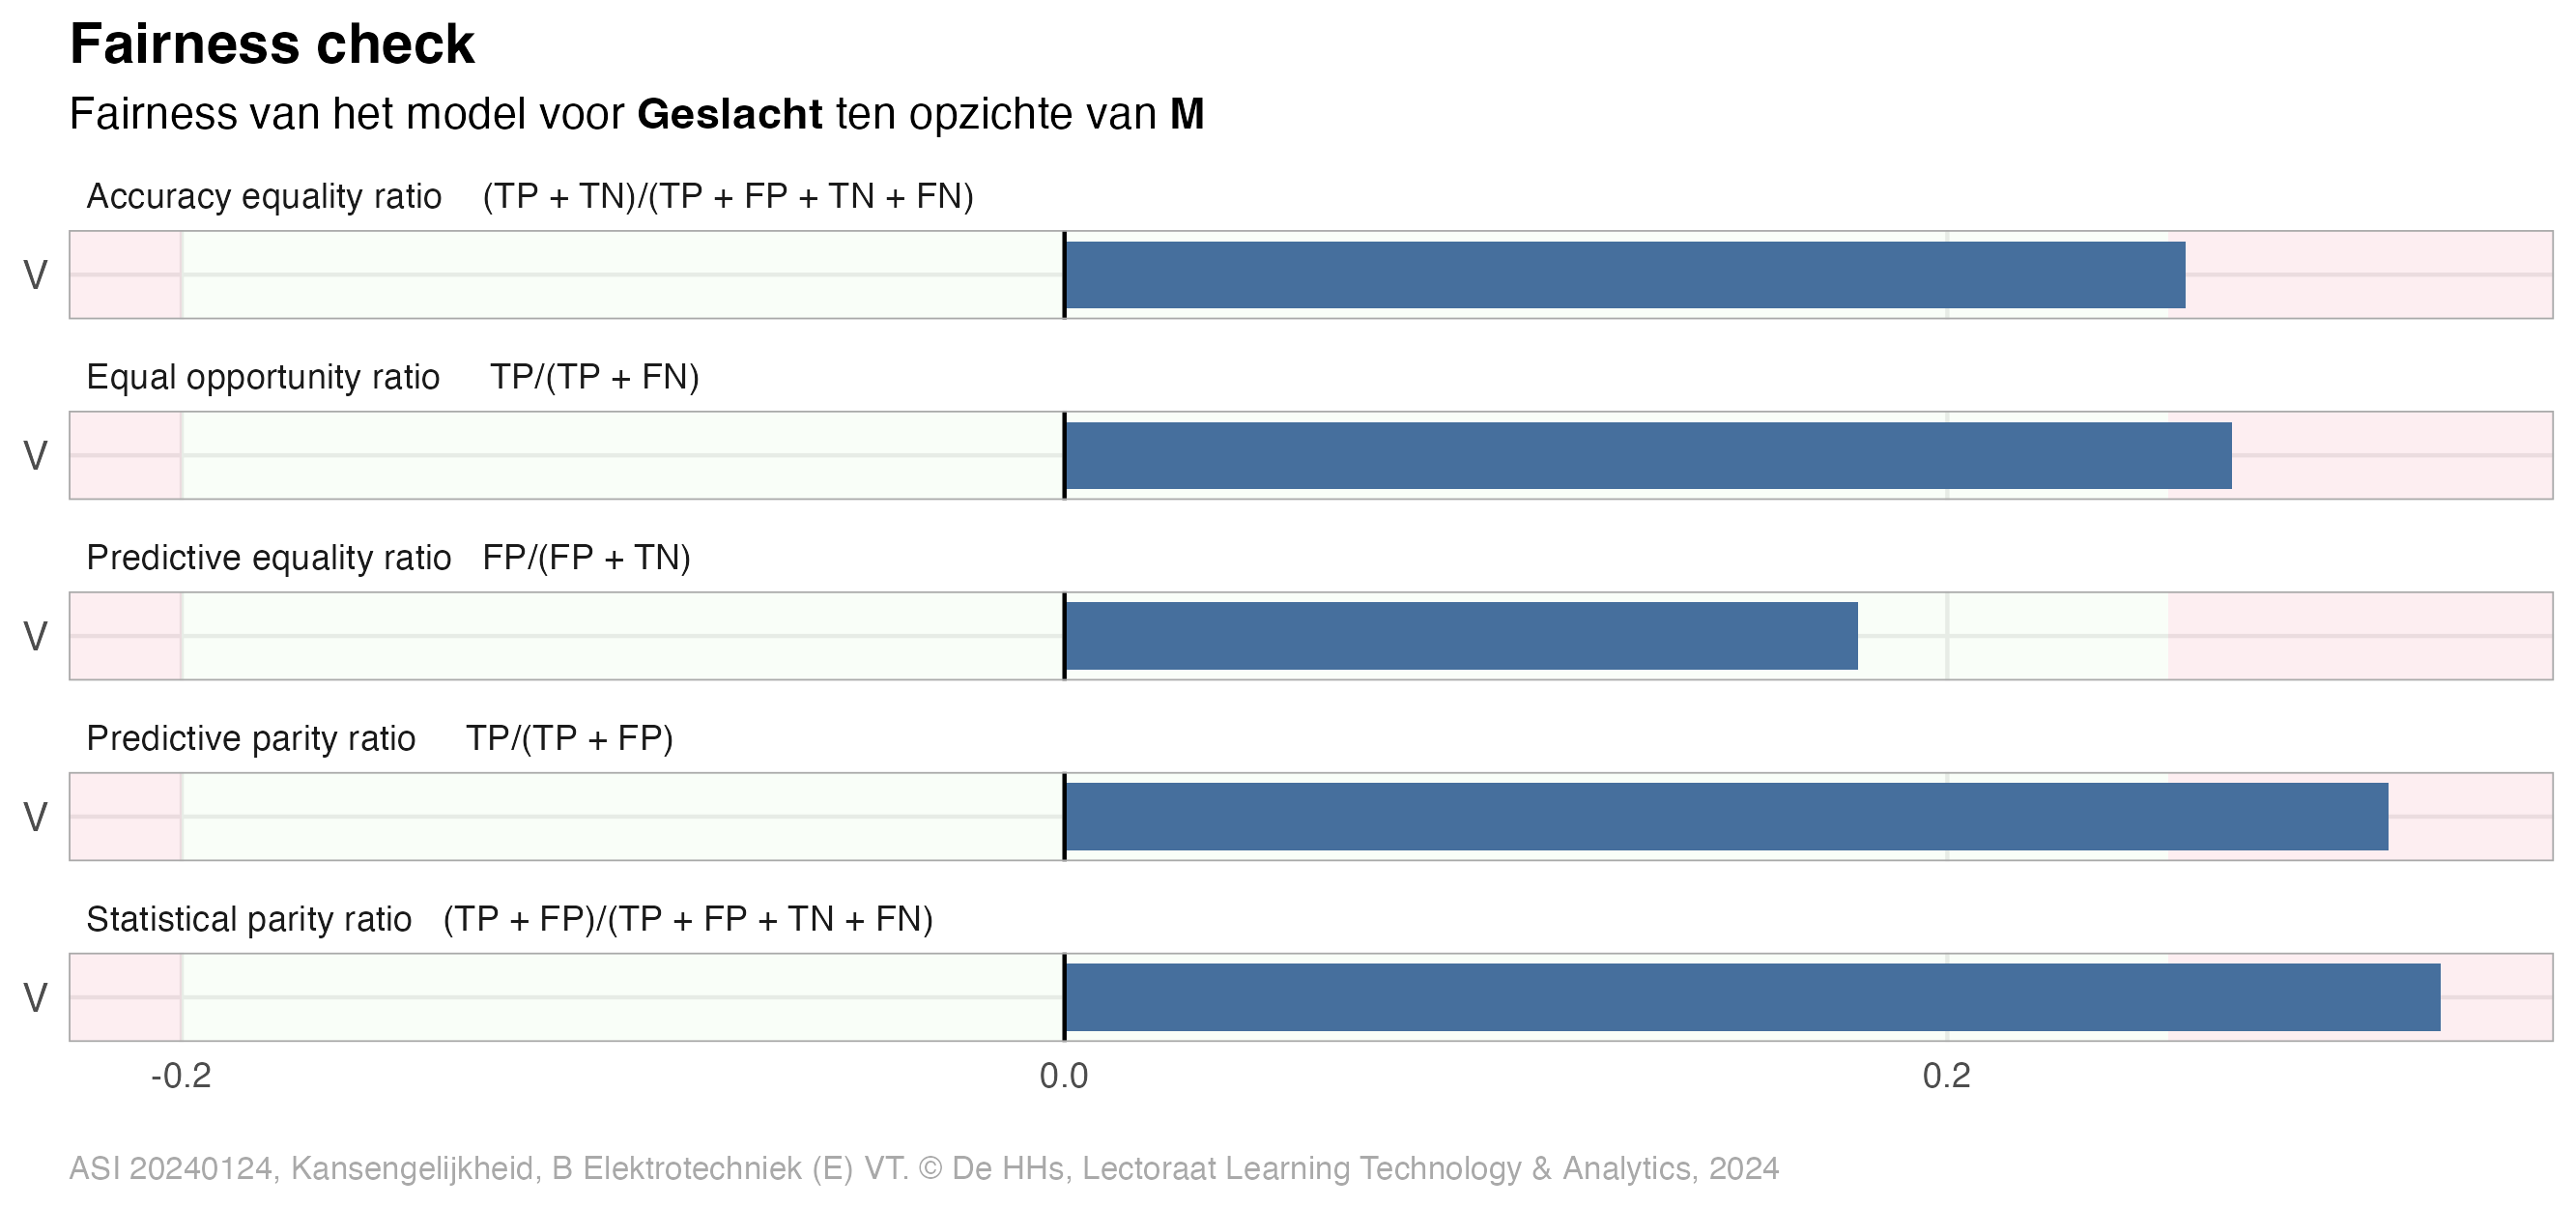 Fairness check
Fairness van het model voor Geslacht ten opzichte van M
Accuracy equality ratio (TP + TN)/(TP + FP + TN + FN)
V
Equal opportunity ratio TP/(TP + FN)
V
Predictive equality ratio FP/(FP + TN)
V
Predictive parity ratio TP/(TP + FP)
V
Statistical parity ratio (TP + FP)/(TP + FP + TN + FN)
V
-0.2 0.0 0.2
ASI 20240124, Kansengelijkheid, B Elektrotechniek (E) VT. © De HHs, Lectoraat Learning Technology & Analytics, 2024